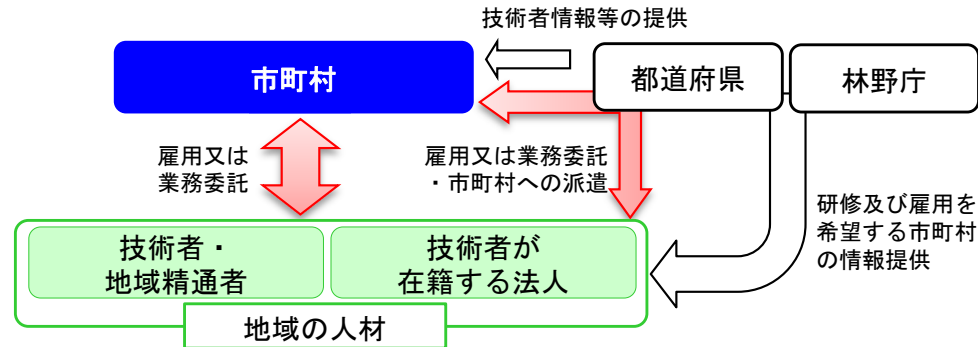 技術者情報等の提供
市町村
都道府県
林野庁
雇用又は
業務委託
雇用又は業務委託
・市町村への派遣
研修及び雇用を
希望する市町村
の情報提供
技術者・
地域精通者
技術者が
在籍する法人
地域の人材